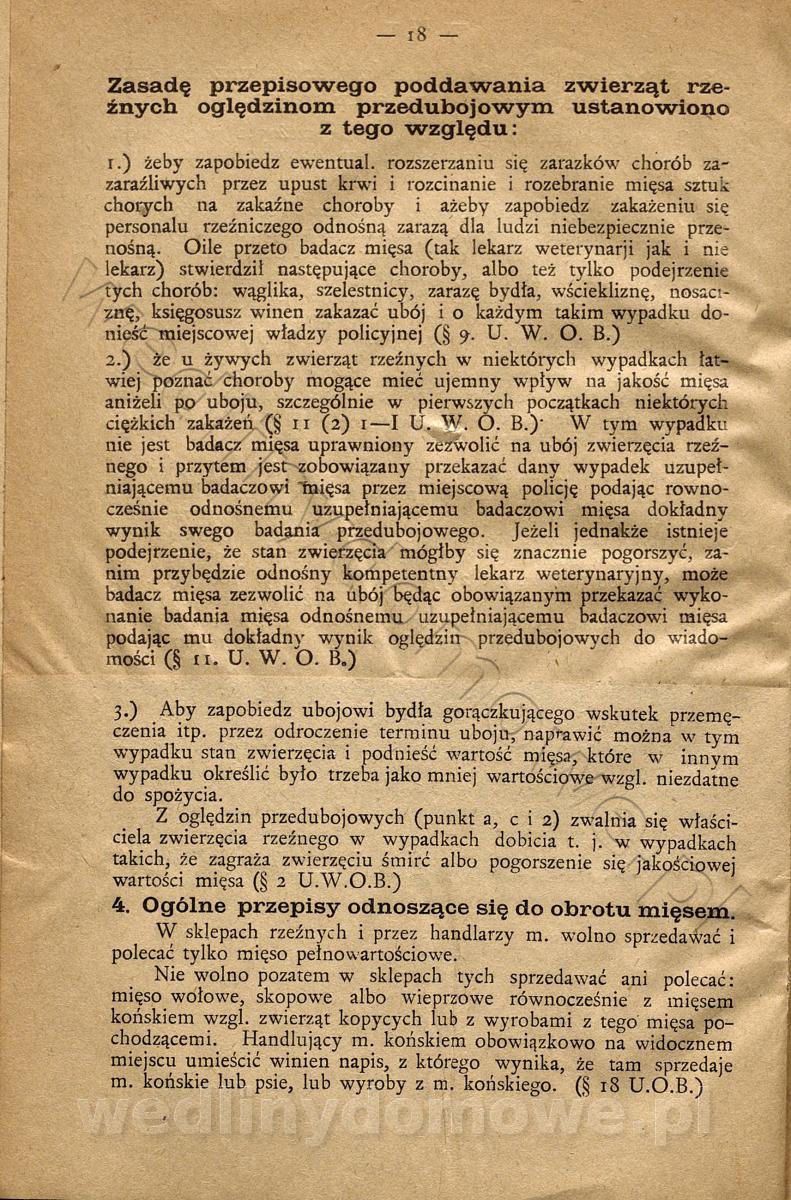 — 18 —
Zasadę przepisowego poddawania zwierząt rze-
źnych oględzinom przedubojowym ustanowiono
z tego względu:
1.) żeby zapobiedz ewentual. rozszerzaniu się zarazków chorób za-
zaraźliwych przez upust krwi i rozcinanie i rozebranie mięsa sztuk
chorych na zakaźne choroby i ażeby zapobiedz zakażeniu się
personalu rzeźniczego odnośną zarazą dla ludzi niebezpiecznie prze-
nośną. Oile przeto badacz mięsa (tak lekarz weterynarji jak i nie
lekarz) stwierdził następujące choroby, albo też tylko podejrzenie
tych chorób: wąglika, szelestnicy, zarazę bydła, wściekliznę, nosaci-
znę, księgosusz winen zakazać ubój i o każdym takim wypadku do-
nieść miejscowej władzy policyjnej (§ 9. U. W. O. B.)
2.) że u żywych zwierząt rzeźnych w niektórych wypadkach łat-
wiej poznać choroby mogące mieć ujemny wpływ na jakość mięsa
aniżeli po uboju, szczególnie w pierwszych początkach niektórych
ciężkich zakażeń (§ 11 (2) 1—I U. W. O. B.)· W tym wypadku
nie jest badacz mięsa uprawniony zezwolić na ubój zwierzęcia rzeź-
nego i przytem jest zobowiązany przekazać dany wypadek uzupeł-
niającemu badaczowi mięsa przez miejscową policję podając rowno-
cześnie odnośnemu uzupełniającemu badaczowi mięsa dokładny
wynik swego badania przedubojowego. Jeżeli jednakże istnieje
podejrzenie, że stan zwierzęcia mógłby się znacznie pogorszyć, za-
nim przybędzie odnośny kompetentny lekarz weterynaryjny, może
badacz mięsa zezwolić na ubój będąc obowiązanym przekazać wyko-
nanie badania mięsa odnośnemu uzupełniającemu badaczowi mięsa
podając mu dokładny wynik oględzin przedubojowych do wiado-
mości (§ 11. U. W. O. B.)
3.) Aby zapobiedz ubojowi bydła gorączkującego wskutek przemę-
czenia itp. przez odroczenie terminu uboju, naprawić można w tym
wypadku stan zwierzęcia i podnieść wartość mięsa, które w innym
wypadku określić było trzeba jako mniej wartościowe wzgl. niezdatne
do spożycia.
Z oględzin przedubojowych (punkt a, c i 2) zwalnia się właści-
ciela zwierzęcia rzeźnego w wypadkach dobicia t. j. w wypadkach
takich, że zagraża zwierzęciu śmirć albo pogorszenie się jakościowej
wartości mięsa (§ 2 U.W.O.B.)
4. Ogólne przepisy odnoszące się do obrotu mięsem.
W sklepach rzeźnych i przez handlarzy m. wolno sprzedawać i
polecać tylko mięso pełnowartościowe.
Nie wolno pozatem w sklepach tych sprzedawać ani polecać:
mięso wołowe, skopowe albo wieprzowe równocześnie z mięsem
końskiem wzgl. zwierząt kopycych lub z wyrobami z tego mięsa po-
chodzącemi. Handlujący m. końskiem obowiązkowo na widocznem
miejscu umieścić winien napis, z którego wynika, że tam sprzedaje
m. końskie lub psie, lub wyroby z m. końskiego. (§ 18 U.O.B.)
wedlinydomowe.pl